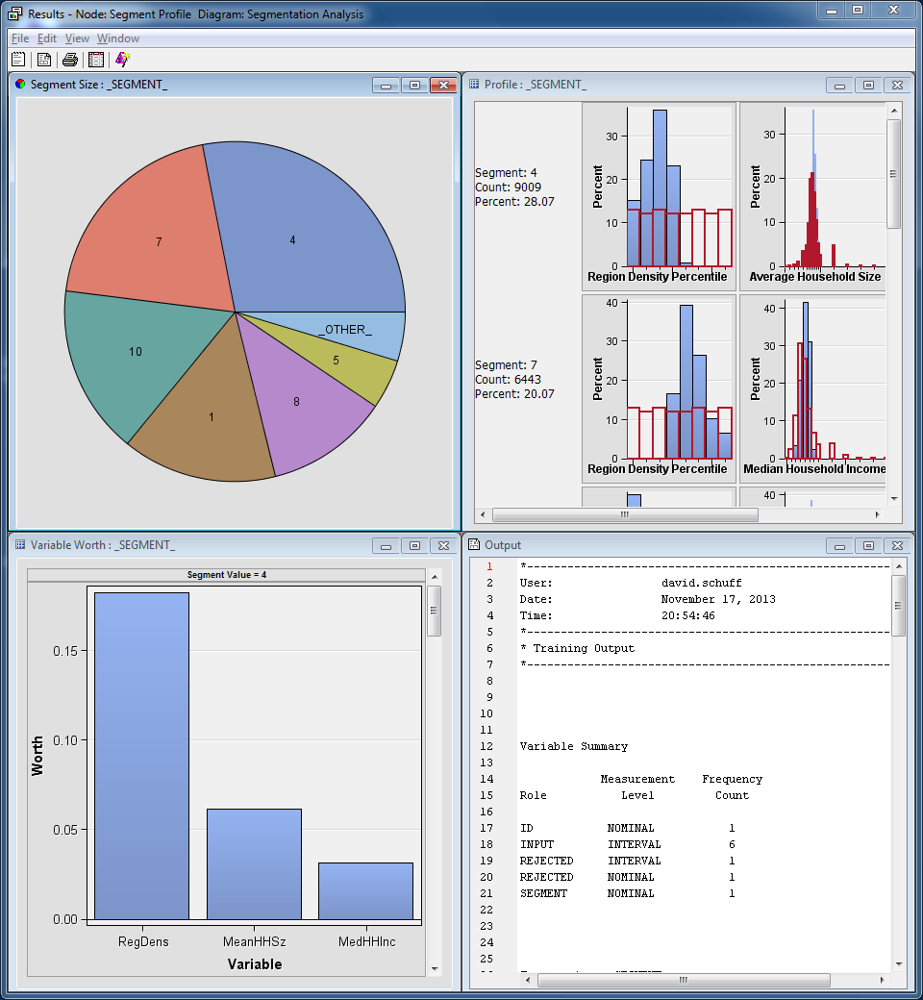 Results - Node: Segment Profile  Diagram: Segmentation Analysis
File Edit View Window
Segment Size : _SEGMENT_
4
7
10
1
8
5
_OTHER_
Profile : _SEGMENT_
Segment: 4
Count: 9009
Percent: 28.07
Percent
30
20
10
0
Region Density Percentile
Percent
30
20
10
0
Average Household Size
Segment: 7
Count: 6443
Percent: 20.07
Percent
40
30
20
10
0
Region Density Percentile
Percent
40
30
20
10
0
Median Household Income
40
Variable Worth : _SEGMENT_
Segment Value = 4
Worth
0.15
0.10
0.05
0.00
RegDens MeanHHSz MedHHInc
Variable
Output
1 *------------------------------------------------------
2 User: david.schuff
3 Date: November 17, 2013
4 Time: 20:54:46
5 *------------------------------------------------------
6 * Training Output
7 *------------------------------------------------------
8
9
10
11
12 Variable Summary
13
14 Measurement Frequency
15 Role Level Count
16
17 ID NOMINAL 1
18 INPUT INTERVAL 6
19 REJECTED INTERVAL 1
20 REJECTED NOMINAL 1
21 SEGMENT NOMINAL 1
22
23
24
25